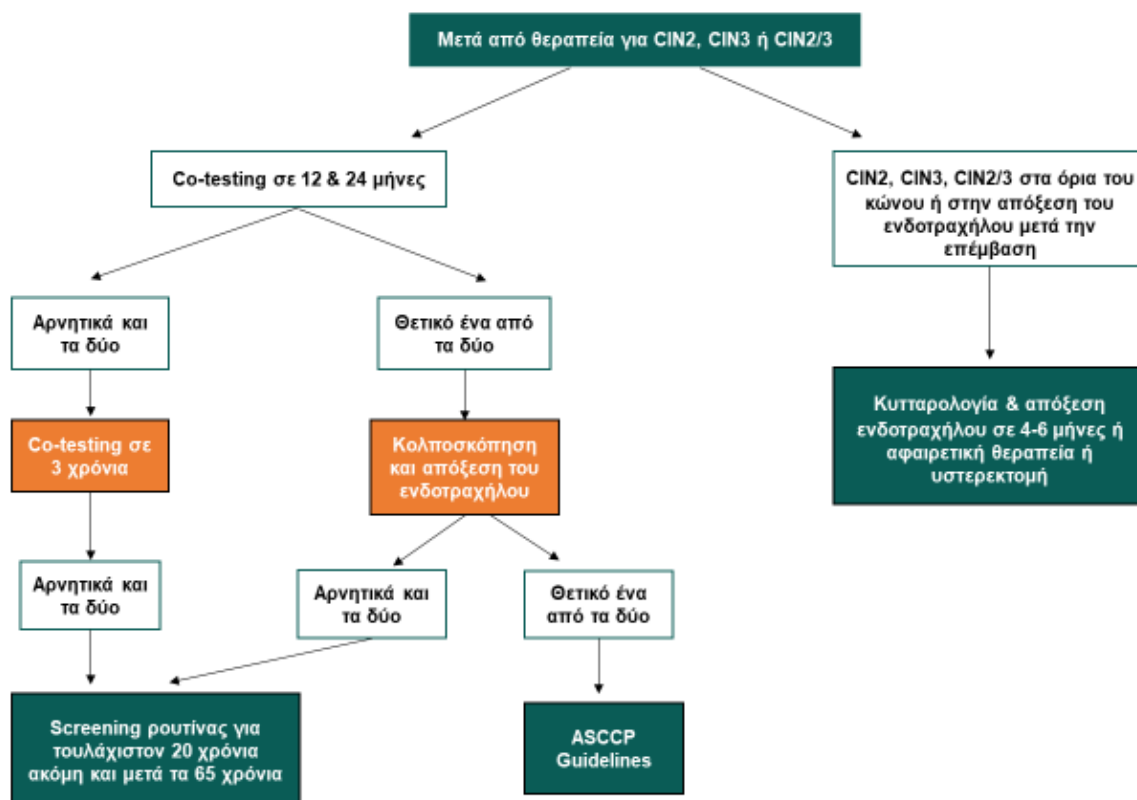 Μετά από θεραπεία για CIN2, CIN3 ή CIN2/3
Co-testing σε 12 & 24 μήνες
CIN2, CIN3, CIN2/3 στα όρια του
κώνου ή στην απόξεση του
ενδοτραχήλου μετά την
επέμβαση
Αρνητικά και
τα δύο
Θετικό ένα από
τα δύο
Κυτταρολογία & απόξεση
ενδοτραχήλου σε 4-6 μήνες ή
αφαιρετική θεραπεία ή
υστερεκτομή
Co-testing σε
3 χρόνια
Κολποσκόπηση
και απόξεση του
ενδοτραχήλου
Αρνητικά και
τα δύο
Αρνητικά και
τα δύο
Θετικό ένα
από τα δύο
Screening ρουτίνας για
τουλάχιστον 20 χρόνια
ακόμη και μετά τα 65 χρόνια
ASCCP
Guidelines